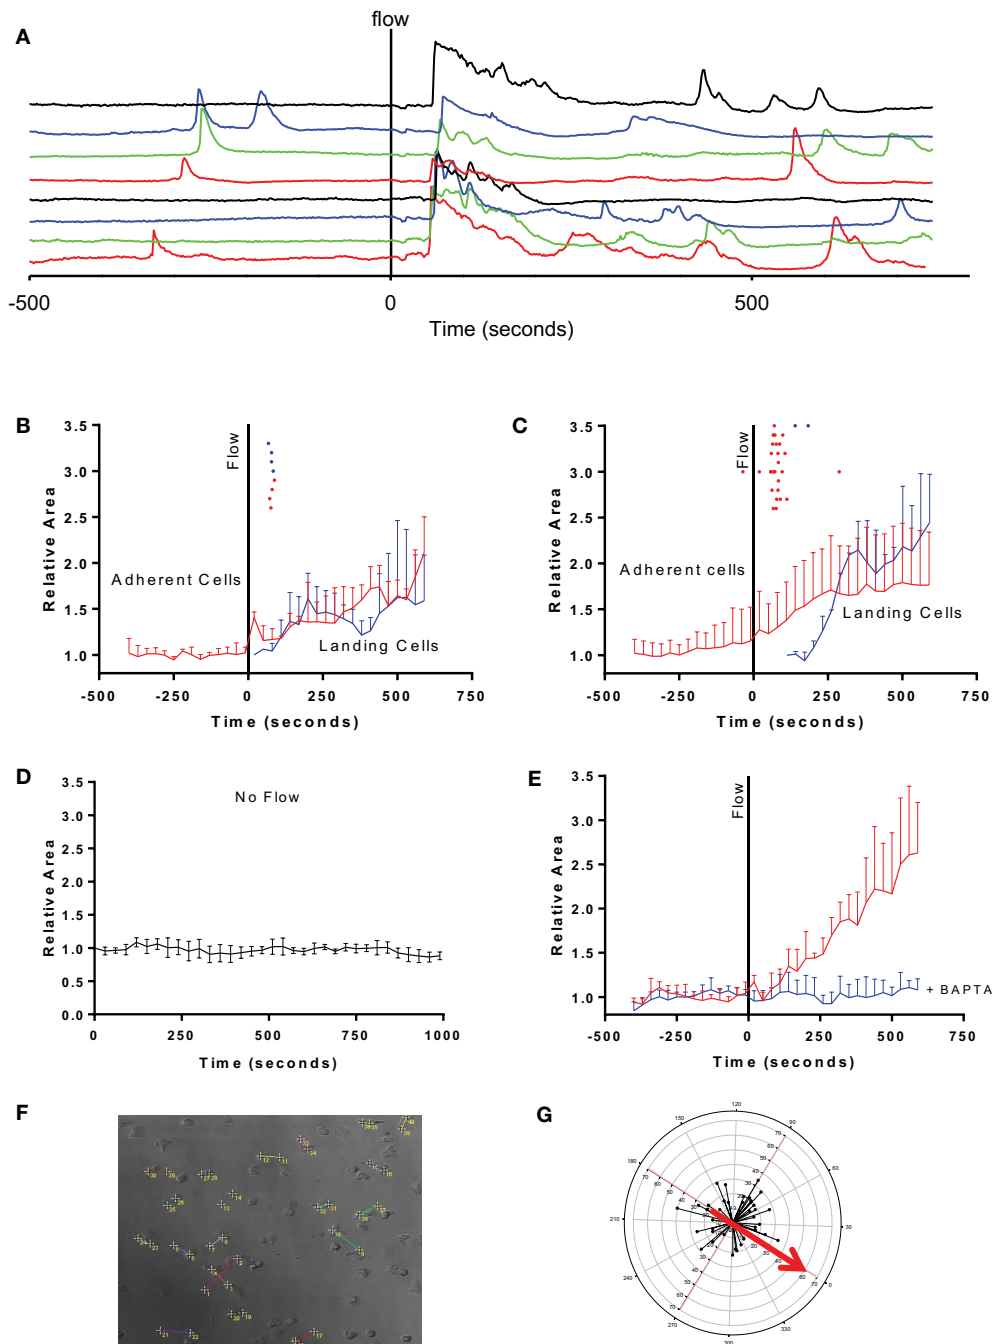 A
flow
-500
0
500
Time (seconds)
B
3.5
3.0
2.5
2.0
1.5
1.0
Relative Area
Flow
Adherent Cells
Landing Cells
-500 -250 0 250 500 750
Time (seconds)
C
3.5
3.0
2.5
2.0
1.5
1.0
Relative Area
Flow
Adherent cells
Landing Cells
-500 -250 0 250 500 750
Time (seconds)
D
No Flow
3.5
3.0
2.5
2.0
1.5
1.0
0.5
0.0
Relative Area
0 250 500 750 1000
Time (seconds)
E
3.5
3.0
2.5
2.0
1.5
1.0
Relative Area
Flow
+ BAPTA
-500 -250 0 250 500 750
Time (seconds)
F
G
120
90
60
30
0
330
300
270
240
210
180
150